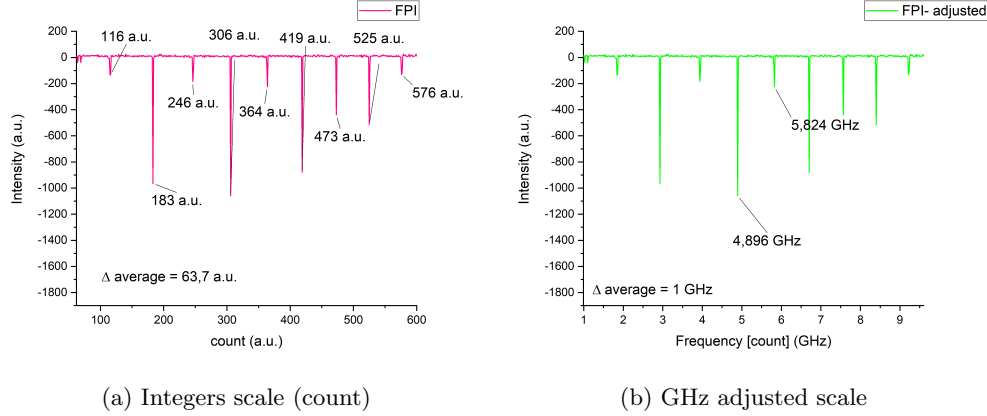 FPI
200
0
-200
-400
-600
-800
-1000
-1200
-1400
-1600
-1800
Intensity (a.u.)
116 a.u.
306 a.u.
419 a.u.
525 a.u.
246 a.u.
364 a.u.
576 a.u.
473 a.u.
183 a.u.
Δ average = 63,7 a.u.
100 200 300 400 500 600
count (a.u.)
(a) Integers scale (count)
FPI- adjusted
200
0
-200
-400
-600
-800
-1000
-1200
-1400
-1600
-1800
Intensity (a.u.)
5,824 GHz
4,896 GHz
Δ average = 1 GHz
1 2 3 4 5 6 7 8 9
Frequency [count] (GHz)
(b) GHz adjusted scale